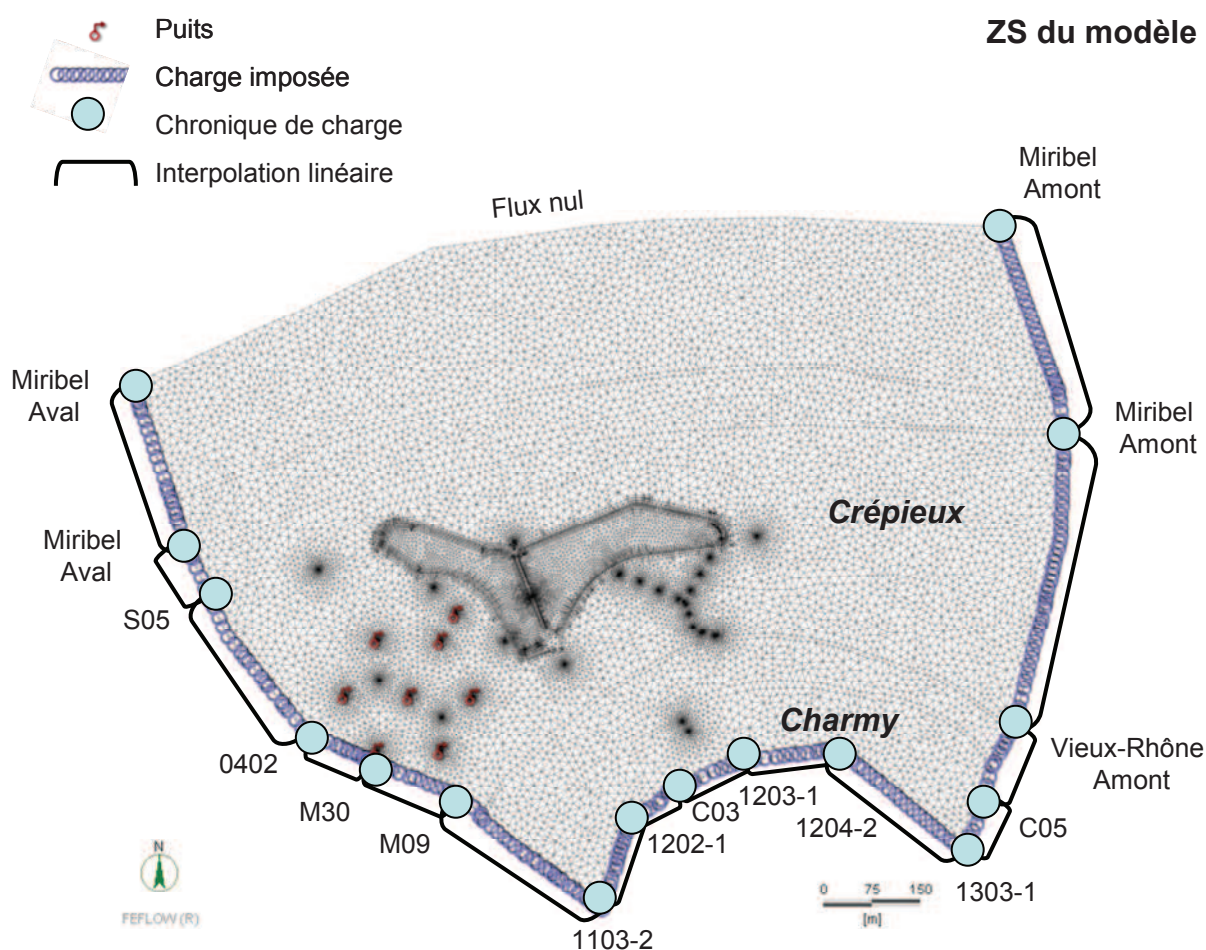 ZS du modèle
Puits
Charge imposée
Chronique de charge
Interpolation linéaire
Flux nul
Miribel
Amont
Miribel
Aval
Miribel
Amont
Crépieux
Miribel
Aval
S05
Charmy
0402
M30
M09
1103-2
1202-1
C03
1203-1
1204-2
Vieux-Rhône
Amont
C05
1303-1
N
FEFLOW (R)
0 75 150
[m]